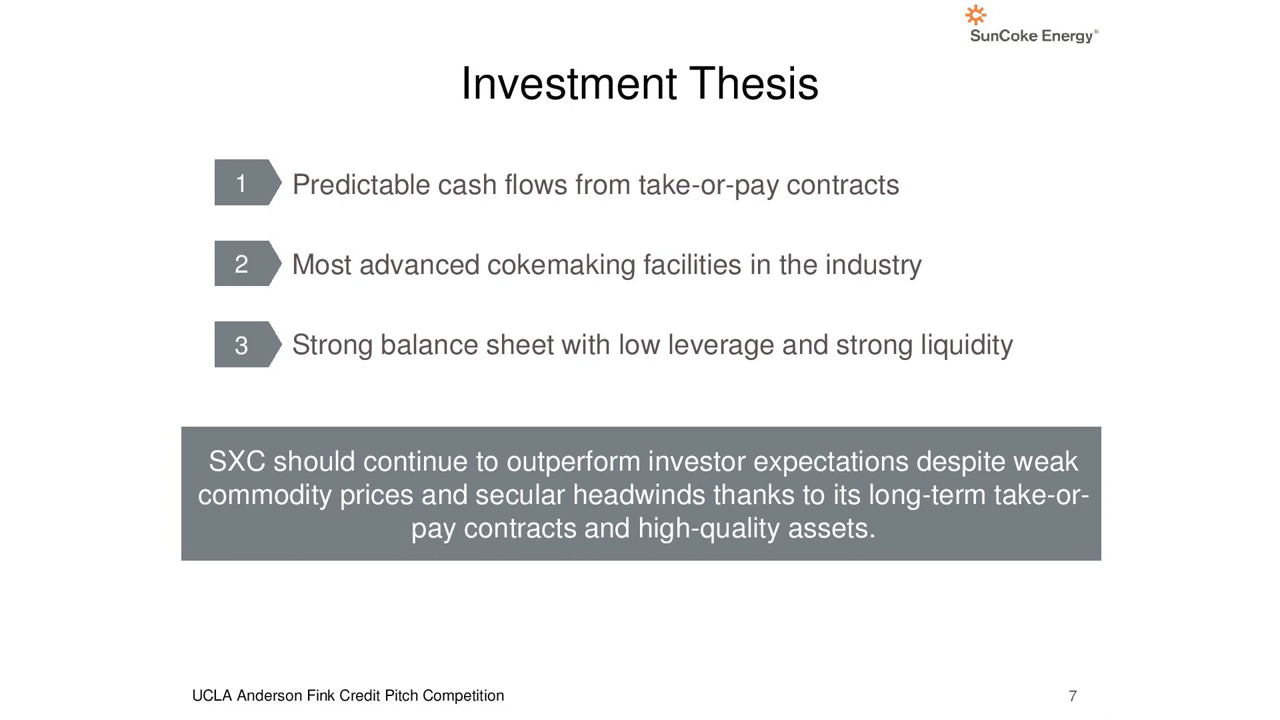 SunCoke Energy®
Investment Thesis
1 Predictable cash flows from take-or-pay contracts
2 Most advanced cokemaking facilities in the industry
3 Strong balance sheet with low leverage and strong liquidity
SXC should continue to outperform investor expectations despite weak
commodity prices and secular headwinds thanks to its long-term take-or-
pay contracts and high-quality assets.
UCLA Anderson Fink Credit Pitch Competition 7